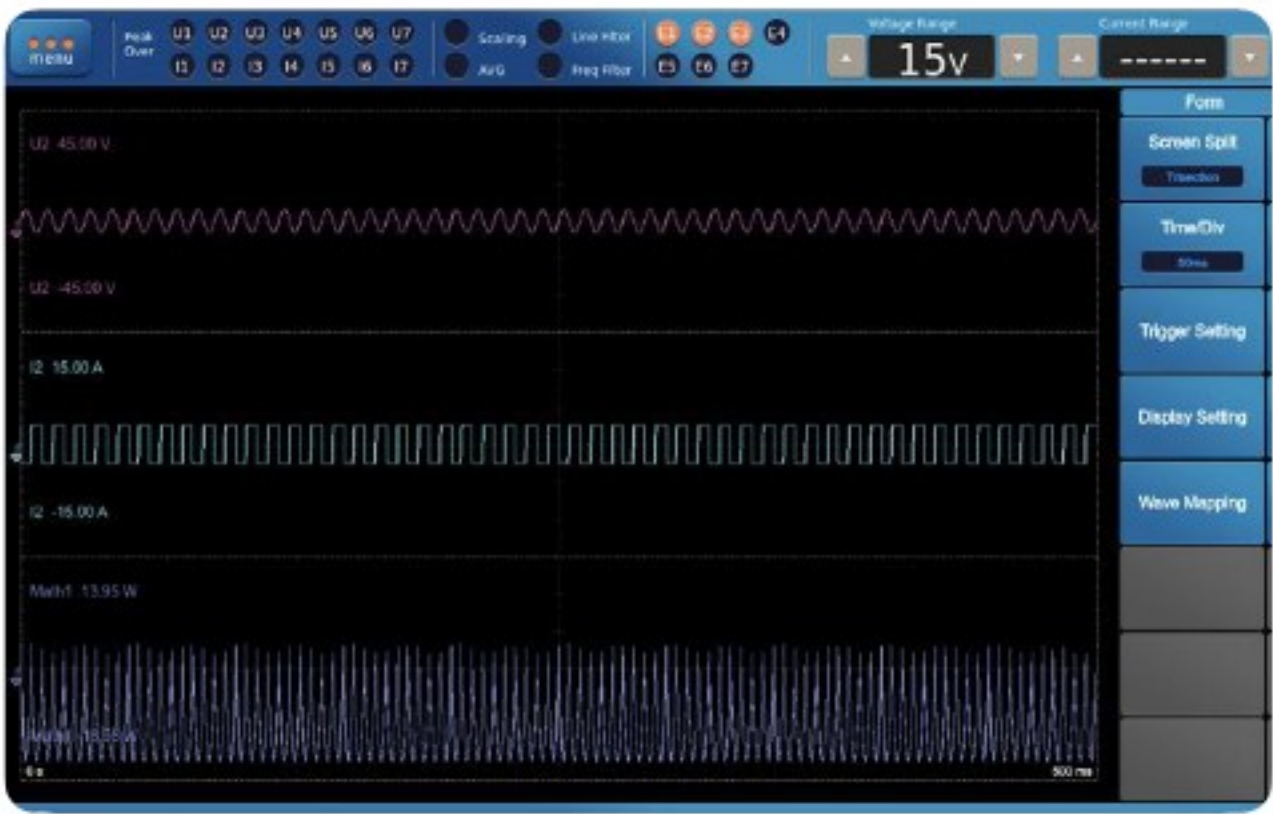 menu
Peak Over
U1 U2 U3 U4 U5 U6 U7
I1 I2 I3 I4 I5 I6 I7
Scaling
AVG
Line Filter
Freq Filter
E1 E2 E3 E4
E5 E6 E7
Voltage Range
15V
Current Range
------
Form
Screen Split
Trisection
Time/Div
50ms
Trigger Setting
Display Setting
Wave Mapping
U2 45.00 V
U2 -45.00 V
I2 15.00 A
I2 -15.00 A
Math1 13.95 W
0 s
500 ms